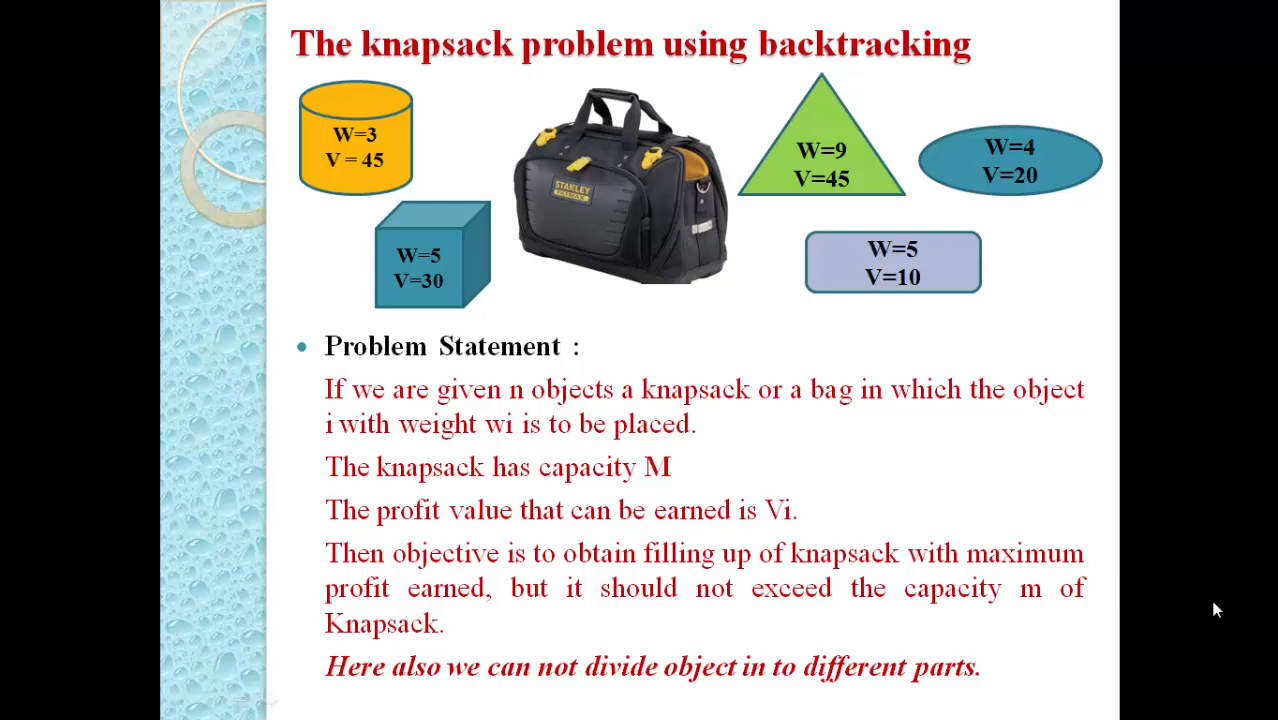 The knapsack problem using backtracking
W=3
V = 45
STANLEY
FATMAX
W=9
V=45
W=4
V=20
W=5
V=30
W=5
V=10
Problem Statement :
If we are given n objects a knapsack or a bag in which the object
i with weight wi is to be placed.
The knapsack has capacity M
The profit value that can be earned is Vi.
Then objective is to obtain filling up of knapsack with maximum
profit earned, but it should not exceed the capacity m of
Knapsack.
Here also we can not divide object in to different parts.